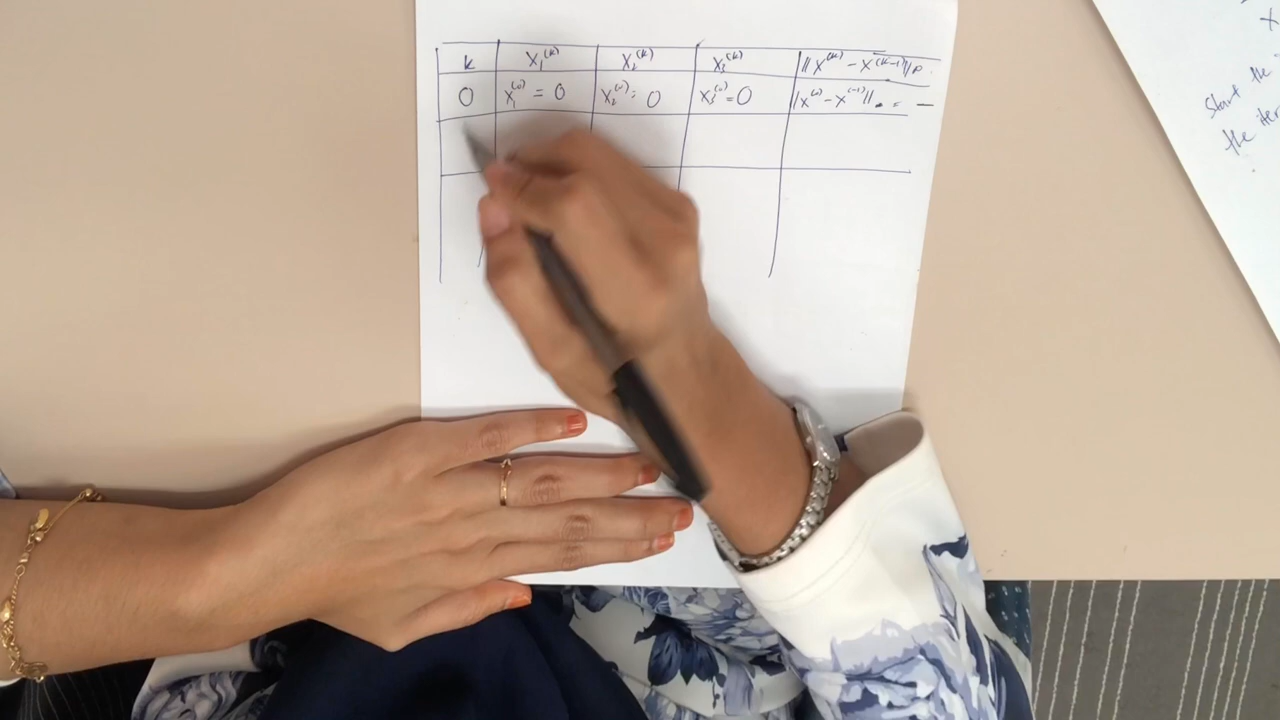 k x₁⁽ᵏ⁾ x₂⁽ᵏ⁾ x₃⁽ᵏ⁾ ||x⁽ᵏ⁾ - x⁽ᵏ⁻¹⁾||
0 x₁⁽⁰⁾ = 0 x₂⁽⁰⁾ = 0 x₃⁽⁰⁾ = 0 ||x⁽⁰⁾ - x⁽⁻¹⁾|| = —
x
Start the
the iter